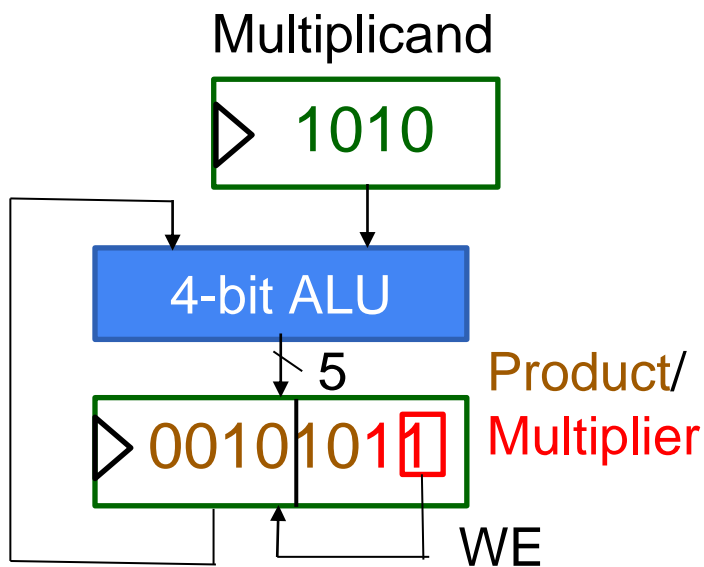 Multiplicand
1010
4-bit ALU
5
Product/
Multiplier
00101011
WE